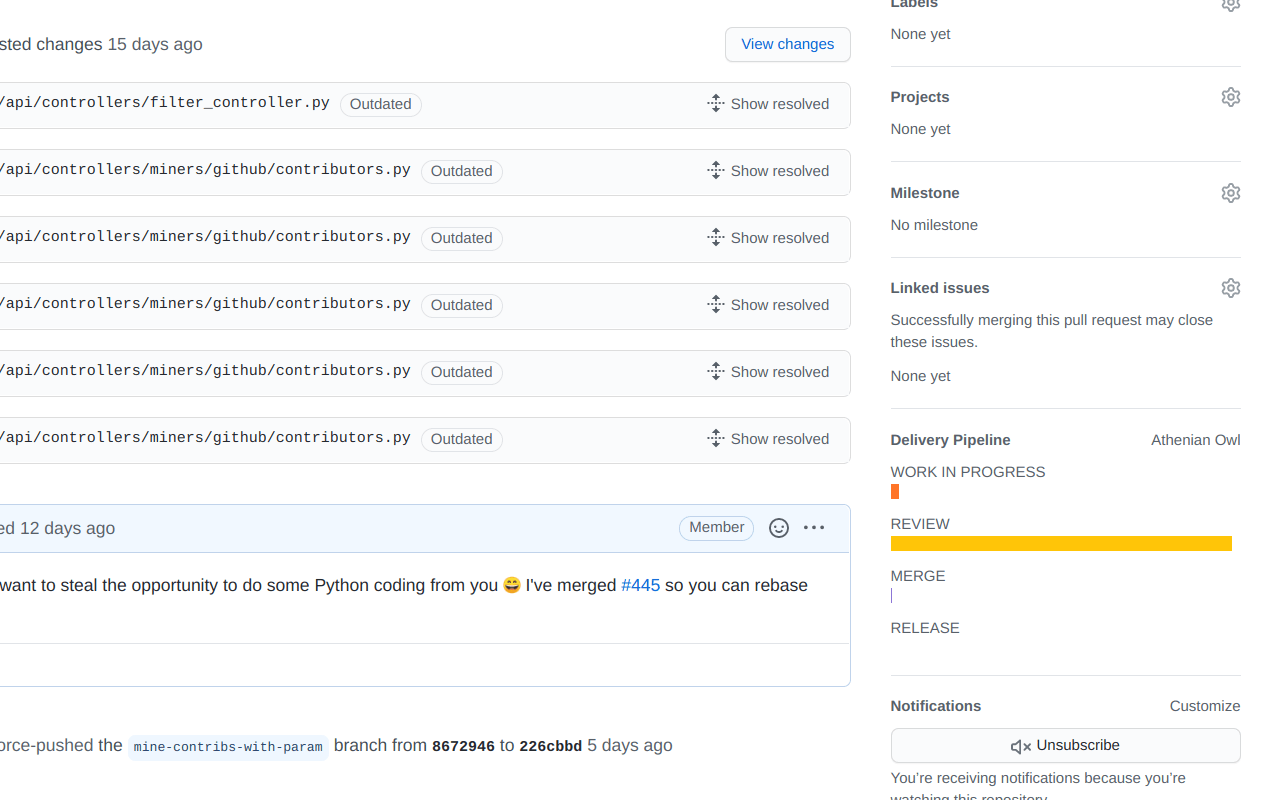 sted changes 15 days ago
View changes
/api/controllers/filter_controller.py Outdated Show resolved
/api/controllers/miners/github/contributors.py Outdated Show resolved
/api/controllers/miners/github/contributors.py Outdated Show resolved
/api/controllers/miners/github/contributors.py Outdated Show resolved
/api/controllers/miners/github/contributors.py Outdated Show resolved
/api/controllers/miners/github/contributors.py Outdated Show resolved
ed 12 days ago Member
want to steal the opportunity to do some Python coding from you 😄 I've merged #445 so you can rebase
orce-pushed the mine-contribs-with-param branch from 8672946 to 226cbbd 5 days ago
Labels
None yet
Projects
None yet
Milestone
No milestone
Linked issues
Successfully merging this pull request may close
these issues.
None yet
Delivery Pipeline Athenian Owl
WORK IN PROGRESS
REVIEW
MERGE
RELEASE
Notifications Customize
Unsubscribe
You’re receiving notifications because you’re
watching this repository.